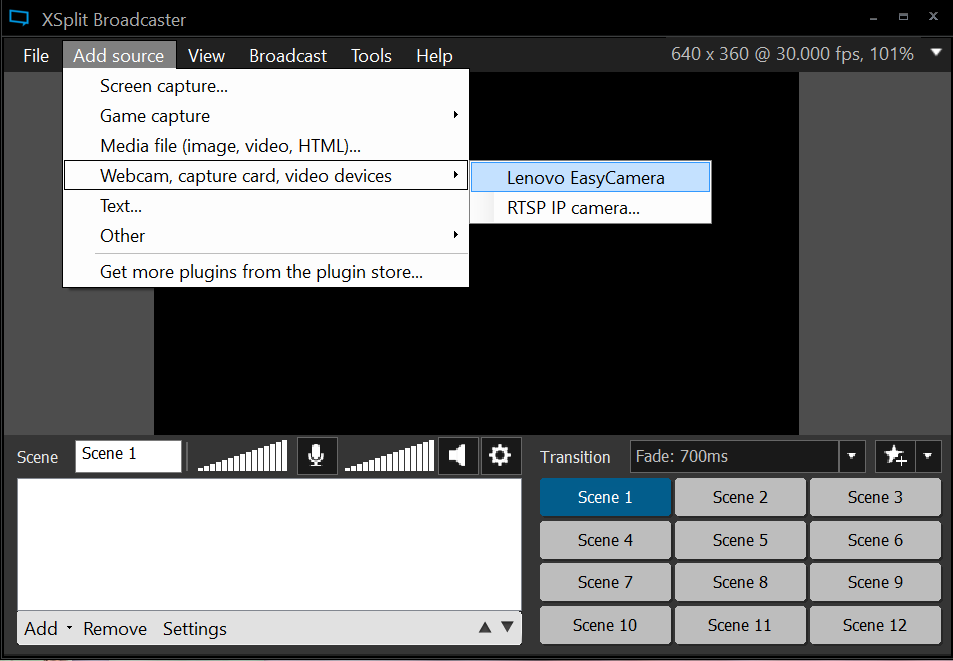 XSplit Broadcaster
File Add source View Broadcast Tools Help 640 x 360 @ 30.000 fps, 101%
Screen capture...
Game capture
Media file (image, video, HTML)...
Webcam, capture card, video devices
Lenovo EasyCamera
Text...
RTSP IP camera...
Other
Get more plugins from the plugin store...
Scene Scene 1 Transition Fade: 700ms
Scene 1 Scene 2 Scene 3
Scene 4 Scene 5 Scene 6
Scene 7 Scene 8 Scene 9
Scene 10 Scene 11 Scene 12
Add Remove Settings